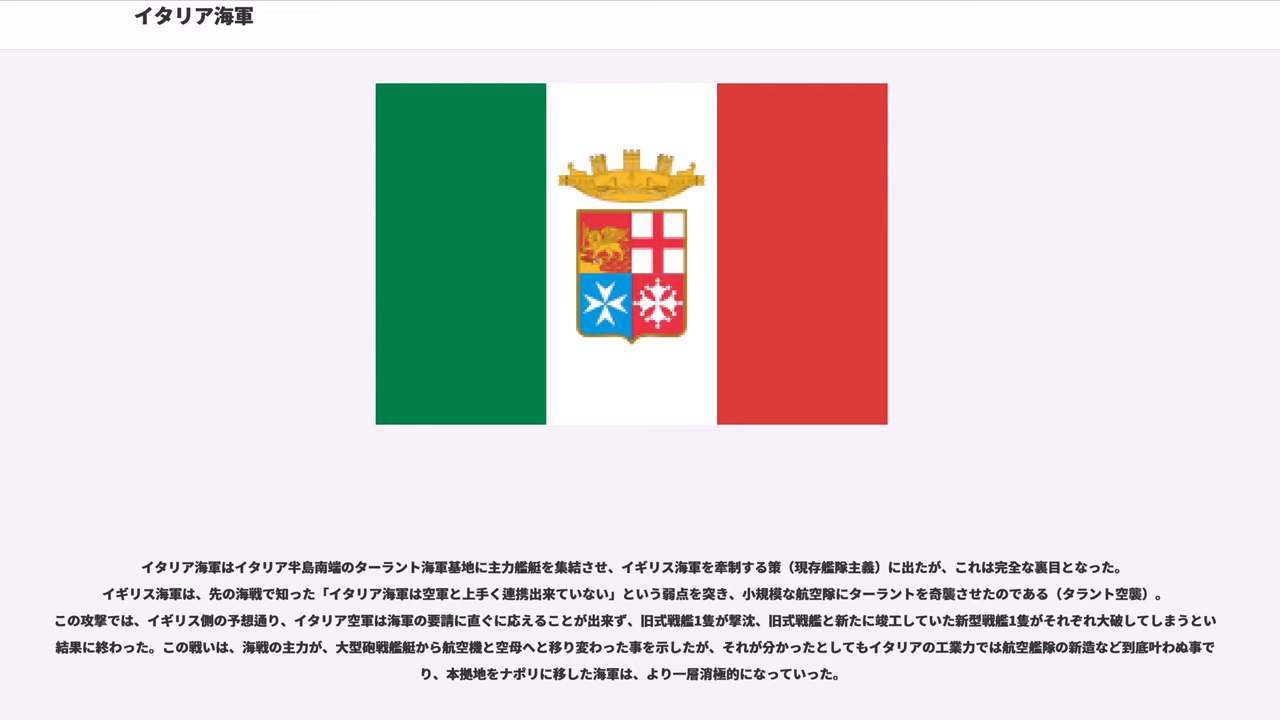 イタリア海軍
イタリア海軍はイタリア半島南端のターラント海軍基地に主力艦艇を集結させ、イギリス海軍を牽制する策（現存艦隊主義）に出たが、これは完全な裏目となった。
イギリス海軍は、先の海戦で知った「イタリア海軍は空軍と上手く連携出来ていない」という弱点を突き、小規模な航空隊にターラントを奇襲させたのである（タラント空襲）。
この攻撃では、イギリス側の予想通り、イタリア空軍は海軍の要請に直ぐに応えることが出来ず、旧式戦艦1隻が撃沈、旧式戦艦と新たに竣工していた新型戦艦1隻がそれぞれ大破してしまうとい
結果に終わった。この戦いは、海戦の主力が、大型砲戦艦艇から航空機と空母へと移り変わった事を示したが、それが分かったとしてもイタリアの工業力では航空艦隊の新造など到底叶わぬ事で
り、本拠地をナポリに移した海軍は、より一層消極的になっていった。